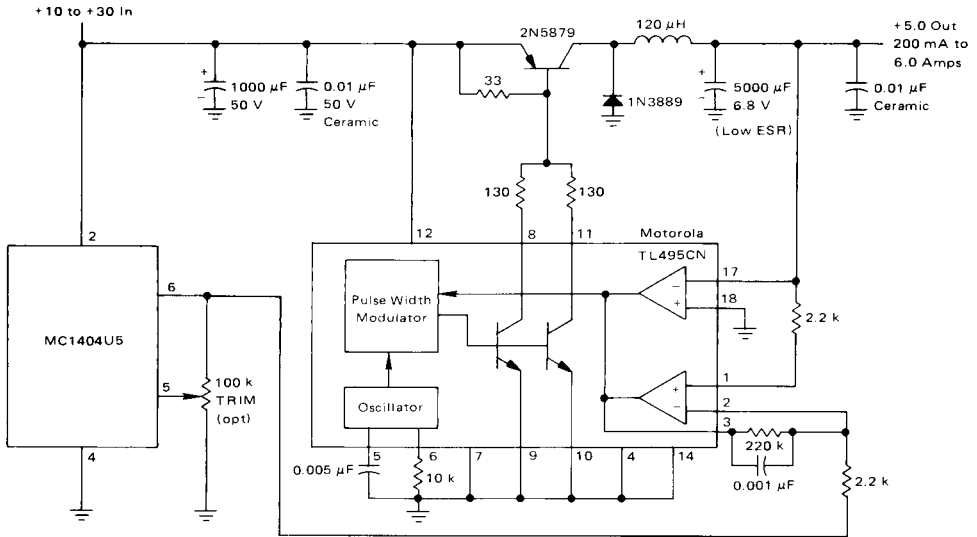 +10 to +30 In
2N5879
120 µH
+5.0 Out
200 mA to
6.0 Amps
33
+
1000 µF
50 V
−
0.01 µF
50 V
Ceramic
1N3889
+
5000 µF
6.8 V
−
(Low ESR)
0.01 µF
Ceramic
130
130
2
12
8
11
Motorola
TL495CN
6
MC1404U5
5
4
100 k
TRIM
(opt)
Pulse Width
Modulator
Oscillator
−
+
17
18
2.2 k
+
−
1
2
3
220 k
0.001 µF
2.2 k
5
6
7
9
10
4
14
0.005 µF
10 k